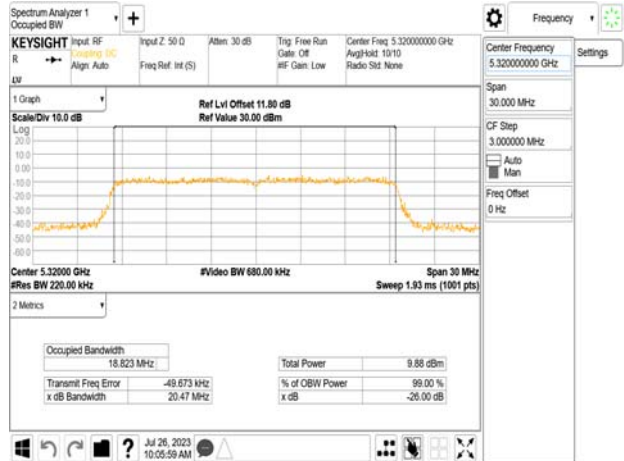 Spectrum Analyzer 1
Occupied BW
Frequency
KEYSIGHT
Input: RF
Coupling: DC
Align: Auto
Input Z: 50 Ω
Freq Ref: Int (S)
Atten: 30 dB
Trig: Free Run
Gate: Off
#IF Gain: Low
Center Freq: 5.320000000 GHz
Avg|Hold: 10/10
Radio Std: None
R
Center Frequency
5.320000000 GHz
Settings
Span
30.000 MHz
CF Step
3.000000 MHz
Auto
Man
Freq Offset
0 Hz
1 Graph
Scale/Div 10.0 dB
Ref Lvl Offset 11.80 dB
Ref Value 30.00 dBm
Log
20.0
10.0
0.00
-10.0
-20.0
-30.0
-40.0
-50.0
-60.0
Center 5.32000 GHz
#Res BW 220.00 kHz
#Video BW 680.00 kHz
Span 30 MHz
Sweep 1.93 ms (1001 pts)
2 Metrics
Occupied Bandwidth
18.823 MHz
Transmit Freq Error -49.673 kHz
x dB Bandwidth 20.47 MHz
Total Power 9.88 dBm
% of OBW Power 99.00 %
x dB -26.00 dB
Jul 26, 2023
10:05:59 AM